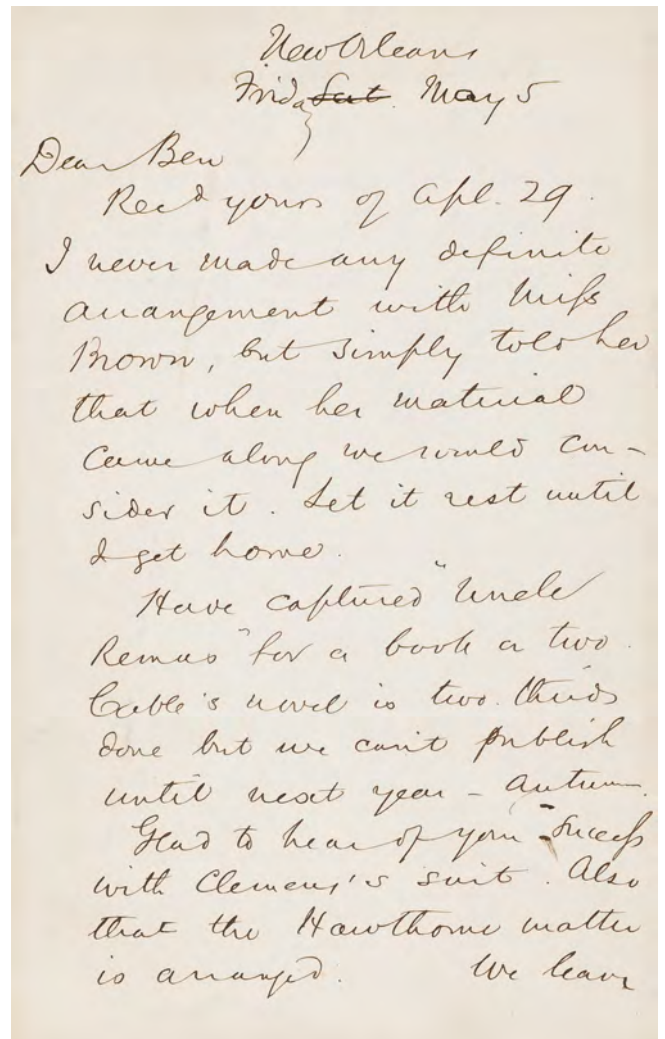 New Orleans
Friday Sat. May 5
Dear Ben
Recd yours of Apl. 29.
I never made any definite
arrangement with Miss
Brown, but simply told her
that when her material
came along we would con-
sider it. Let it rest until
I get home.
Have captured "Uncle
Remus" for a book or two.
Cable's novel is two thirds
done but we can't publish
until next year - Autumn.
Glad to hear of your success
with Clemens's suit. Also
that the Hawthorne matter
is arranged. We leave